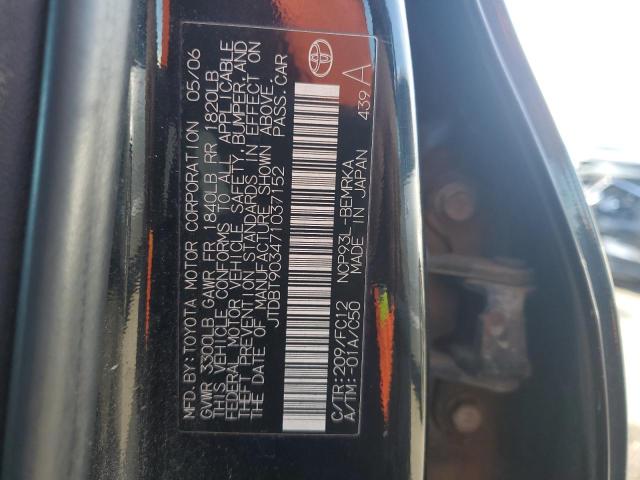 MFD BY: TOYOTA MOTOR CORPORATION 05/06
GVWR 3300LB GAWR FR 1840LB RR 1820LB
THIS VEHICLE CONFORMS TO ALL APPLICABLE
FEDERAL MOTOR VEHICLE SAFETY, BUMPER, AND
THEFT PREVENTION STANDARDS IN EFFECT ON
THE DATE OF MANUFACTURE SHOWN ABOVE.
JTDBT903471037152 PASS. CAR
C/TR: 209/FC12 NCP93L-BEMRKA
A/TM: -01A/C50 MADE IN JAPAN 439 A